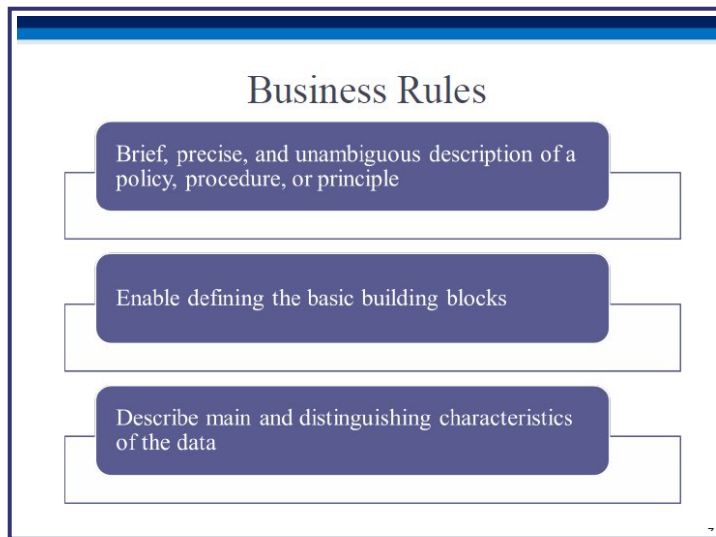 Business Rules
Brief, precise, and unambiguous description of a
policy, procedure, or principle
Enable defining the basic building blocks
Describe main and distinguishing characteristics
of the data